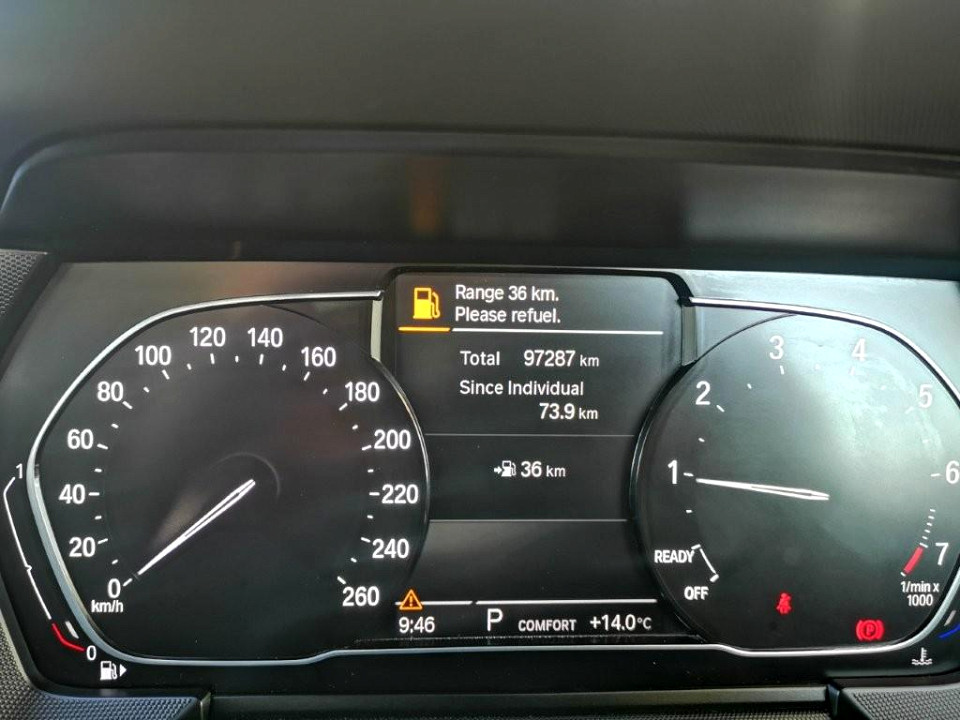 Range 36 km.
Please refuel.
Total 97287 km
Since Individual
73.9 km
36 km
0
20
40
60
80
100
120
140
160
180
200
220
240
260
km/h
1
0
OFF
READY
1
2
3
4
5
6
7
1/min x
1000
9:46
P COMFORT +14.0°C
P